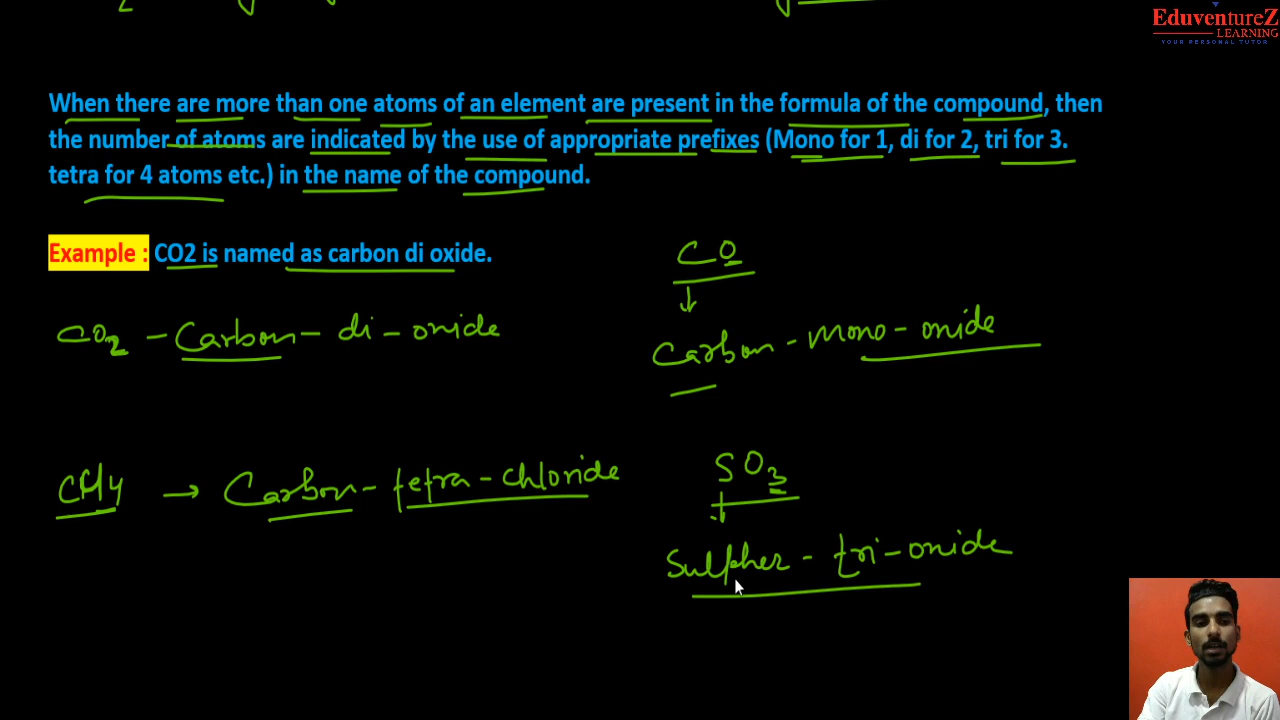 EduventureZ
LEARNING
YOUR PERSONAL TUTOR
When there are more than one atoms of an element are present in the formula of the compound, then
the number of atoms are indicated by the use of appropriate prefixes (Mono for 1, di for 2, tri for 3.
tetra for 4 atoms etc.) in the name of the compound.
Example : CO2 is named as carbon di oxide.
CO
CO2 - Carbon - di - oxide
Carbon - mono - oxide
CH4 → Carbon - tetra - chloride
SO3
Sulpher - tri - oxide